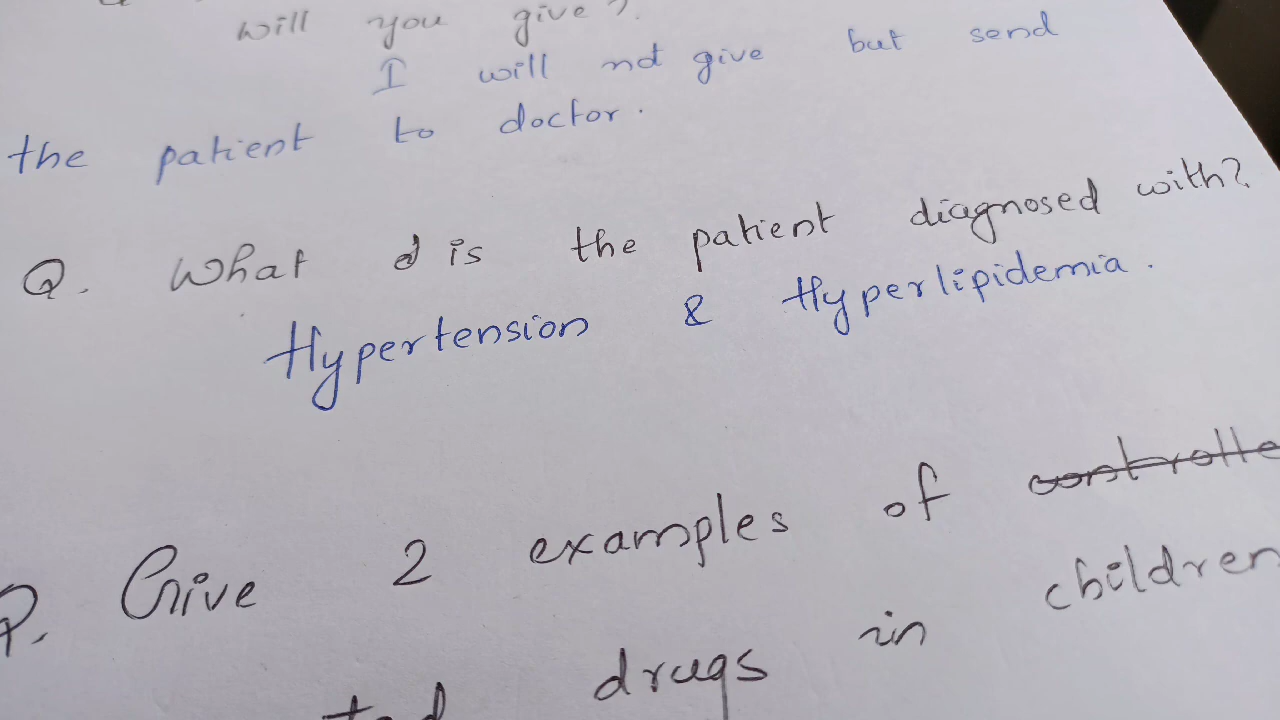 will you give?
I will not give but send
the patient to doctor.
Q. What is the patient diagnosed with?
Hypertension & Hyperlipidemia.
Give 2 examples of
drugs in children